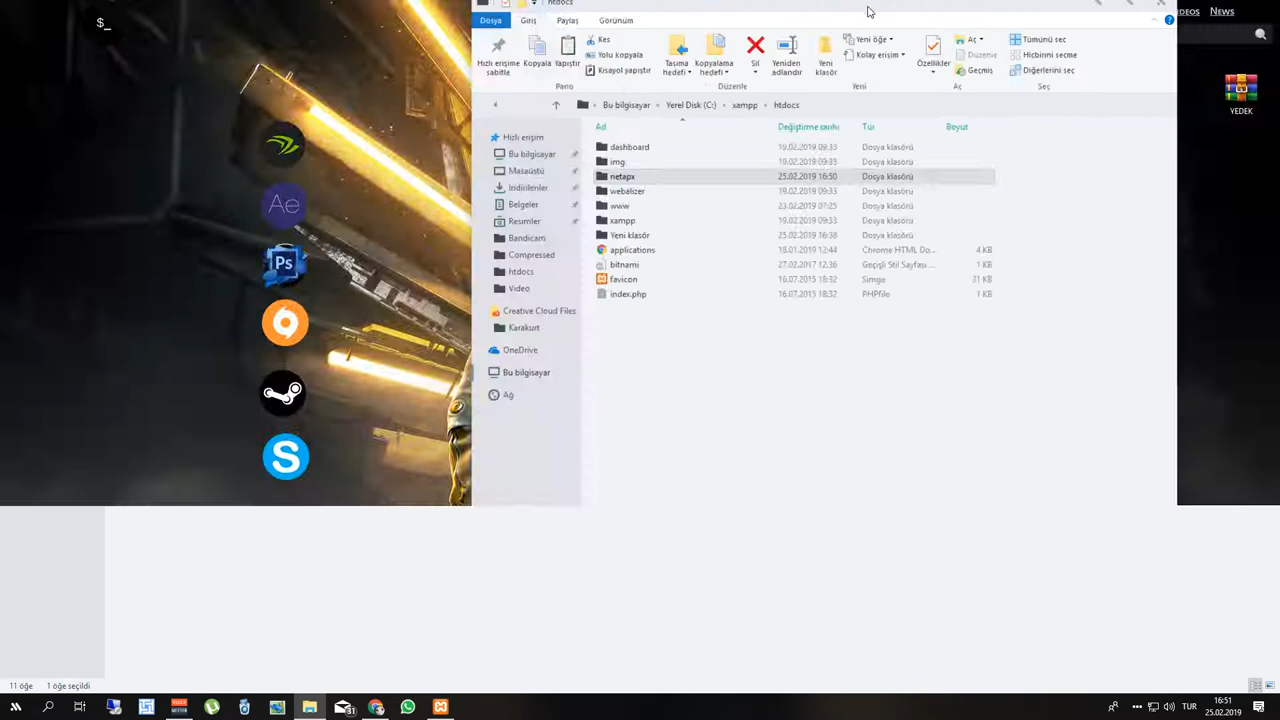 $_
htdocs
Dosya Giriş Paylaş Görünüm
Hızlı erişime sabitle
Kopyala
Yapıştır
Kes
Yolu kopyala
Kısayol yapıştır
Taşıma hedefi
Kopyalama hedefi
Sil
Yeniden adlandır
Yeni klasör
Yeni öğe
Kolay erişim
Özellikler
Aç
Düzenle
Geçmiş
Tümünü seç
Hiçbirini seçme
Diğerlerini seç
Pano Düzenle Yeni Aç Seç
Bu bilgisayar Yerel Disk (C:) xampp htdocs
Ad Değiştirme tarihi Tür Boyut
dashboard 19.02.2019 09:33 Dosya klasörü
img 19.02.2019 09:35 Dosya klasörü
netapx 25.02.2019 16:50 Dosya klasörü
webalizer 19.02.2019 09:33 Dosya klasörü
www 23.02.2019 07:25 Dosya klasörü
xampp 19.02.2019 09:33 Dosya klasörü
Yeni klasör 25.02.2019 16:38 Dosya klasörü
applications 18.01.2019 12:44 Chrome HTML Do... 4 KB
bitnami 27.02.2017 12:36 Geçişli Stil Sayfası ... 1 KB
favicon 16.07.2015 18:32 Simge 31 KB
index.php 16.07.2015 18:32 PHPfile 1 KB
Hızlı erişim
Bu bilgisayar
Masaüstü
İndirilenler
Belgeler
Resimler
Bandicam
Compressed
htdocs
Video
Creative Cloud Files
Karakurt
OneDrive
Bu bilgisayar
Ağ
Ae
Ps
S
News
YEDEK
11 öğe 1 öğe seçildi
31
TUR
16:51
25.02.2019